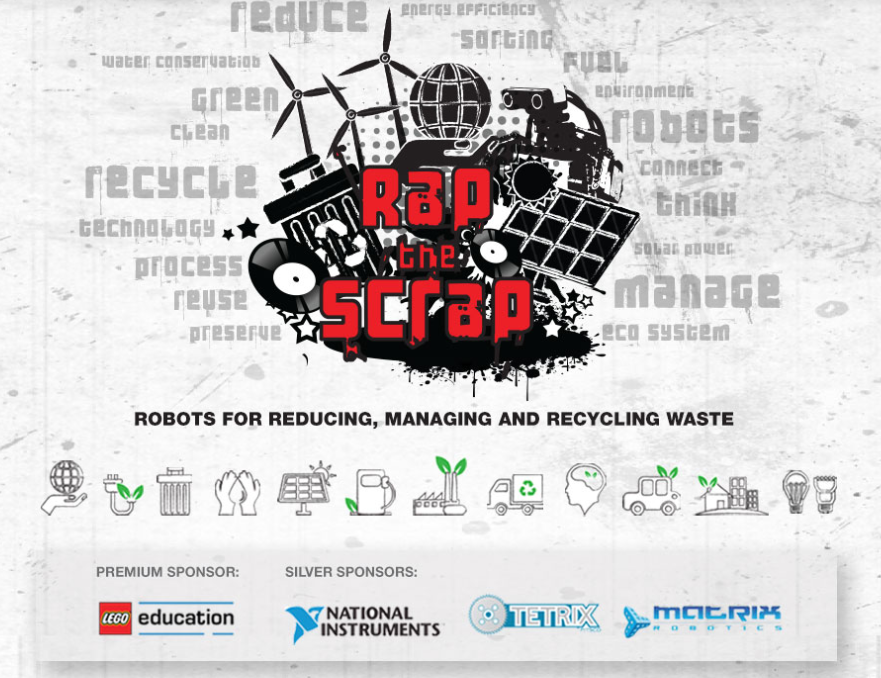 reduce
energy efficiency
sorting
water conservation
fuel
Green
environment
clean
robots
recycle
connect
think
technology
solar power
process
manage
reuse
preserve
eco system
Rap
the
scrap
ROBOTS FOR REDUCING, MANAGING AND RECYCLING WASTE
PREMIUM SPONSOR:
SILVER SPONSORS:
LEGO education
NATIONAL
INSTRUMENTS
TETRIX
MATRIX
ROBOTICS